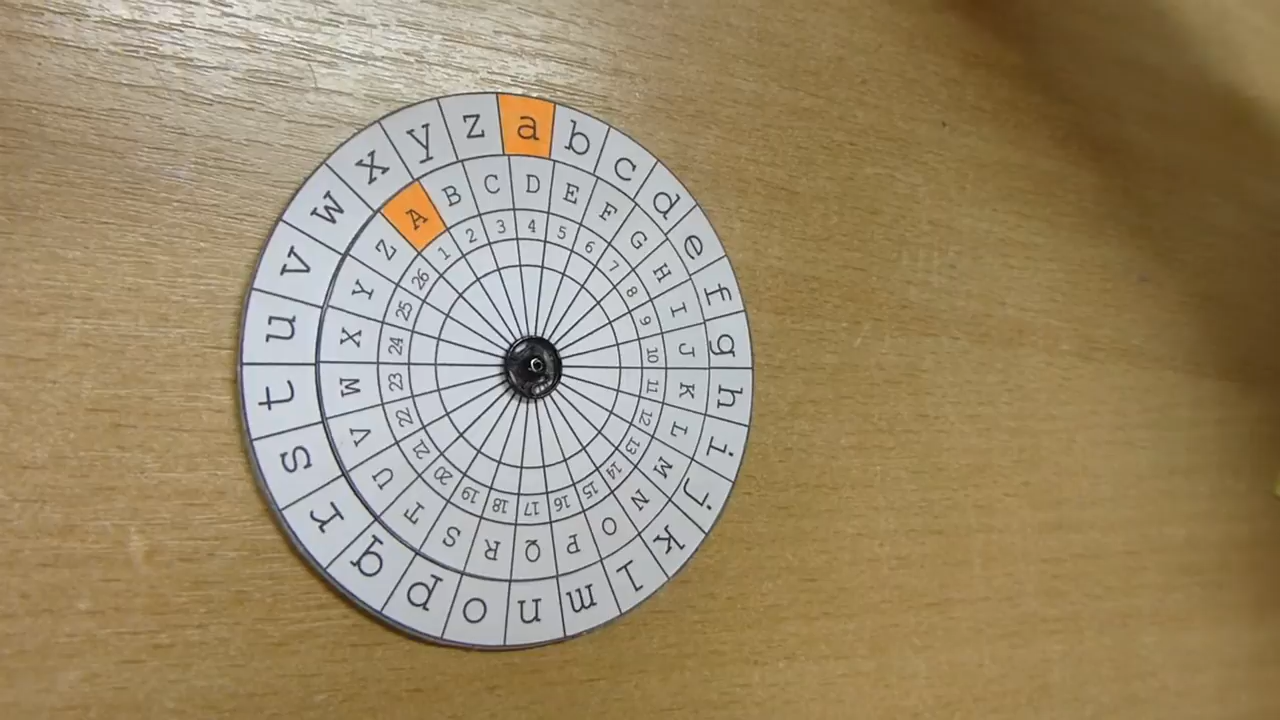 a b c d e f g h i j k l m n o p q r s t u v w x y z
A B C D E F G H I J K L M N O P Q R S T U V W X Y Z
1 2 3 4 5 6 7 8 9 10 11 12 13 14 15 16 17 18 19 20 21 22 23 24 25 26